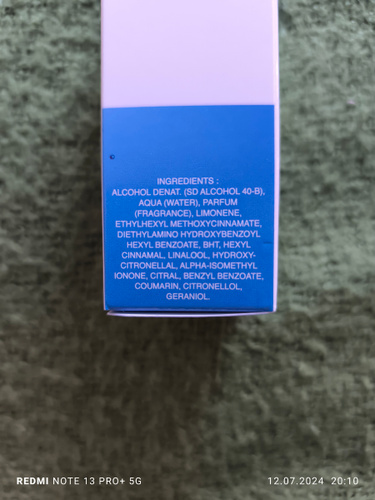 INGREDIENTS :
ALCOHOL DENAT. (SD ALCOHOL 40-B),
AQUA (WATER), PARFUM
(FRAGRANCE), LIMONENE,
ETHYLHEXYL METHOXYCINNAMATE,
DIETHYLAMINO HYDROXYBENZOYL
HEXYL BENZOATE, BHT, HEXYL
CINNAMAL, LINALOOL, HYDROXY-
CITRONELLAL, ALPHA-ISOMETHYL
IONONE, CITRAL, BENZYL BENZOATE,
COUMARIN, CITRONELLOL,
GERANIOL.
REDMI NOTE 13 PRO+ 5G
12.07.2024 20:10